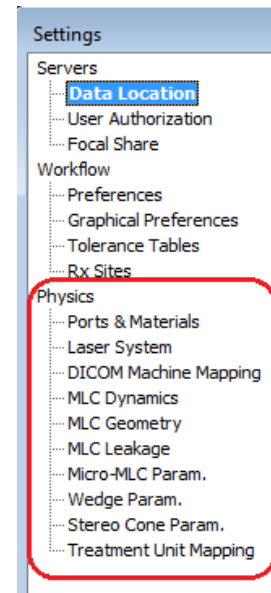 Settings
Servers
Data Location
User Authorization
Focal Share
Workflow
Preferences
Graphical Preferences
Tolerance Tables
Rx Sites
Physics
Ports & Materials
Laser System
DICOM Machine Mapping
MLC Dynamics
MLC Geometry
MLC Leakage
Micro-MLC Param.
Wedge Param.
Stereo Cone Param.
Treatment Unit Mapping